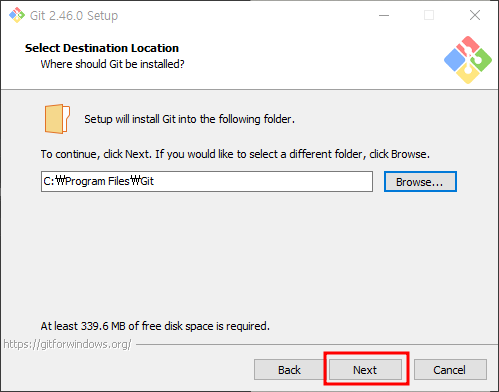 Git 2.46.0 Setup
Select Destination Location
Where should Git be installed?
Setup will install Git into the following folder.
To continue, click Next. If you would like to select a different folder, click Browse.
C:₩Program Files₩Git
Browse...
At least 339.6 MB of free disk space is required.
https://gitforwindows.org/
Back
Next
Cancel